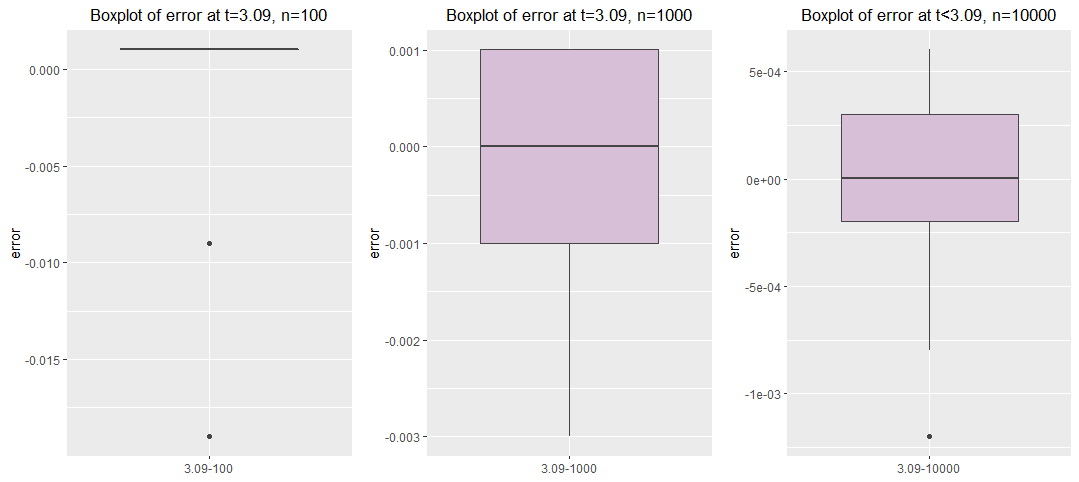 Boxplot of error at t=3.09, n=100
0.000
-0.005
-0.010
-0.015
error
3.09-100
Boxplot of error at t=3.09, n=1000
0.001
0.000
-0.001
-0.002
-0.003
error
3.09-1000
Boxplot of error at t<3.09, n=10000
5e-04
0e+00
-5e-04
-1e-03
error
3.09-10000